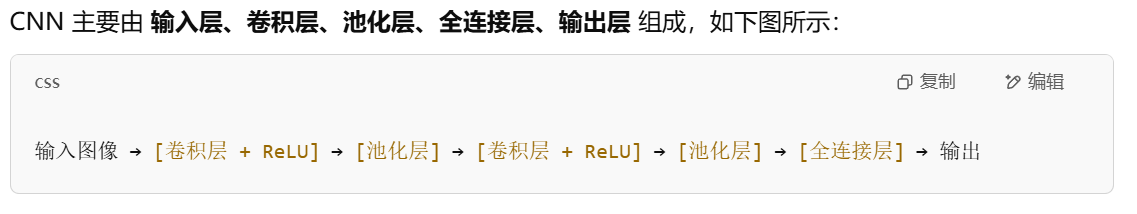 CNN 主要由 输入层、卷积层、池化层、全连接层、输出层 组成，如下图所示：
css 复制 编辑
输入图像 → [卷积层 + ReLU] → [池化层] → [卷积层 + ReLU] → [池化层] → [全连接层] → 输出